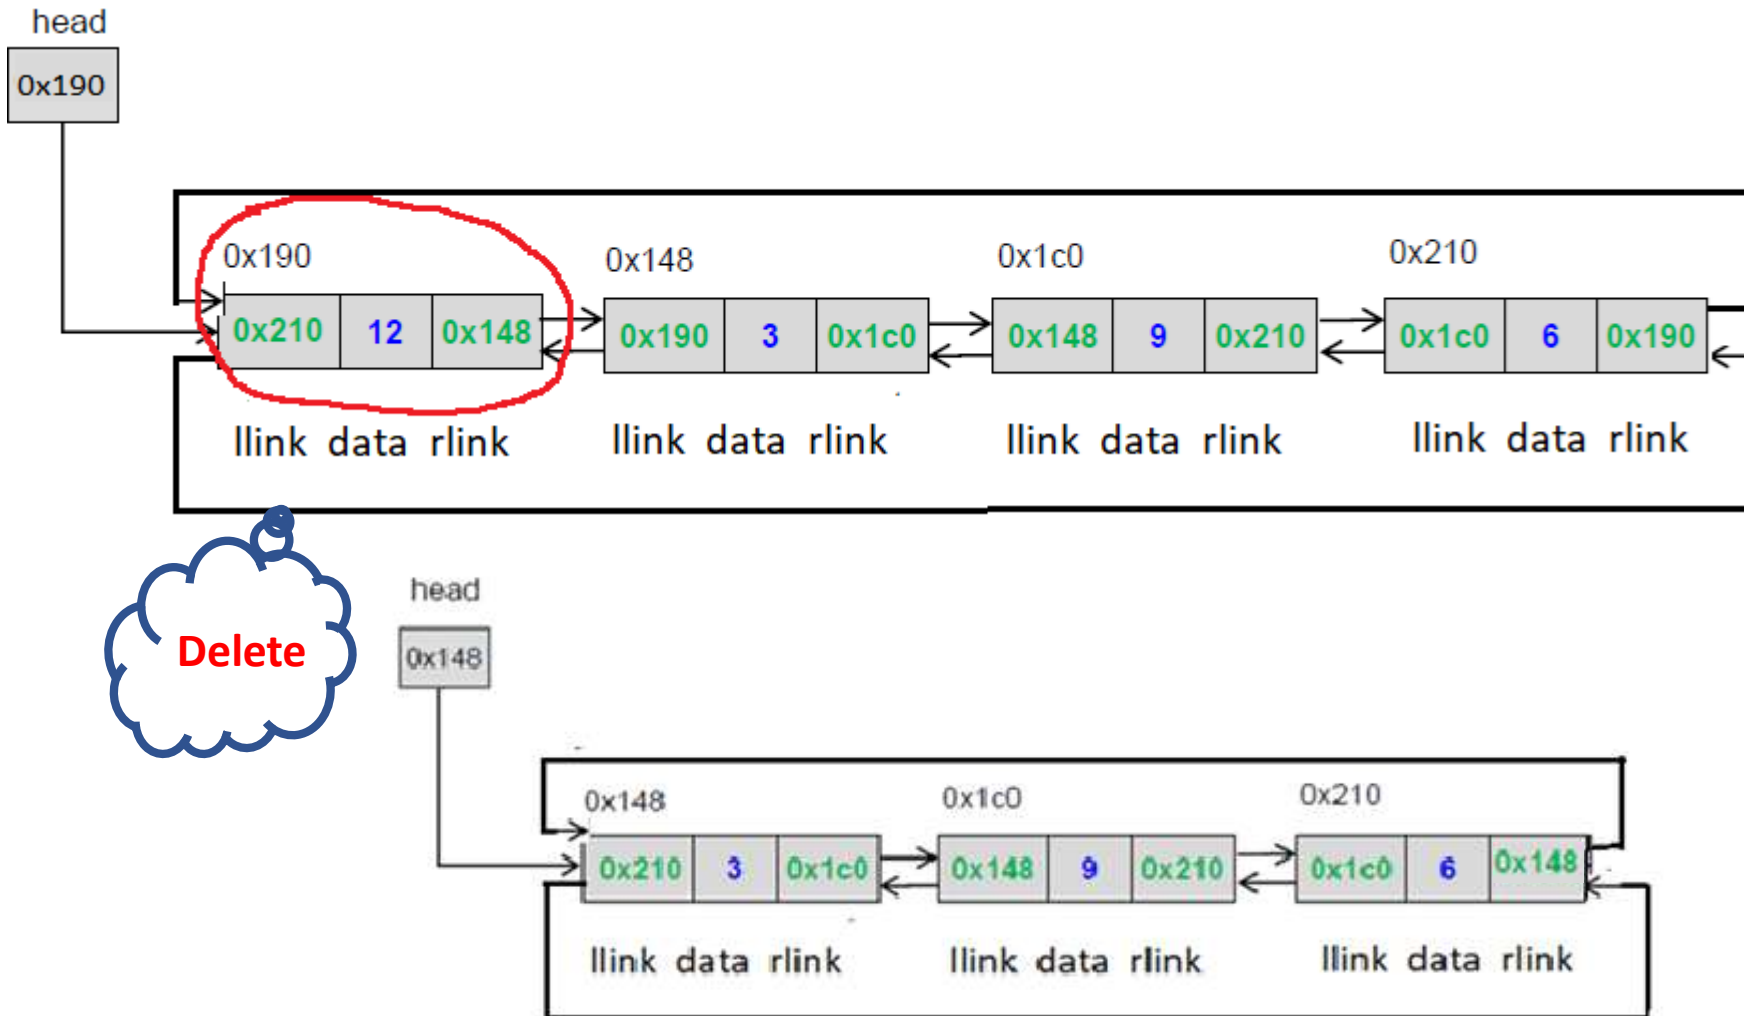 head
0x190
0x190 0x148 0x1c0 0x210
0x210 12 0x148 0x190 3 0x1c0 0x148 9 0x210 0x1c0 6 0x190
llink data rlink llink data rlink llink data rlink llink data rlink
head
Delete
0x148
0x148 0x1c0 0x210
0x210 3 0x1c0 0x148 9 0x210 0x1c0 6 0x148
llink data rlink llink data rlink llink data rlink